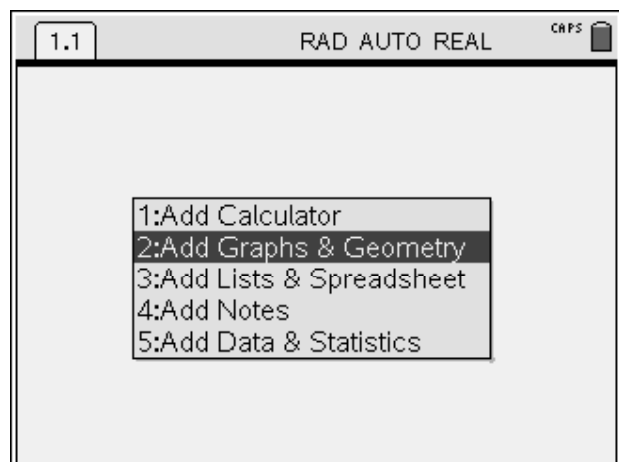 1.1 RAD AUTO REAL CAPS
1:Add Calculator
2:Add Graphs & Geometry
3:Add Lists & Spreadsheet
4:Add Notes
5:Add Data & Statistics